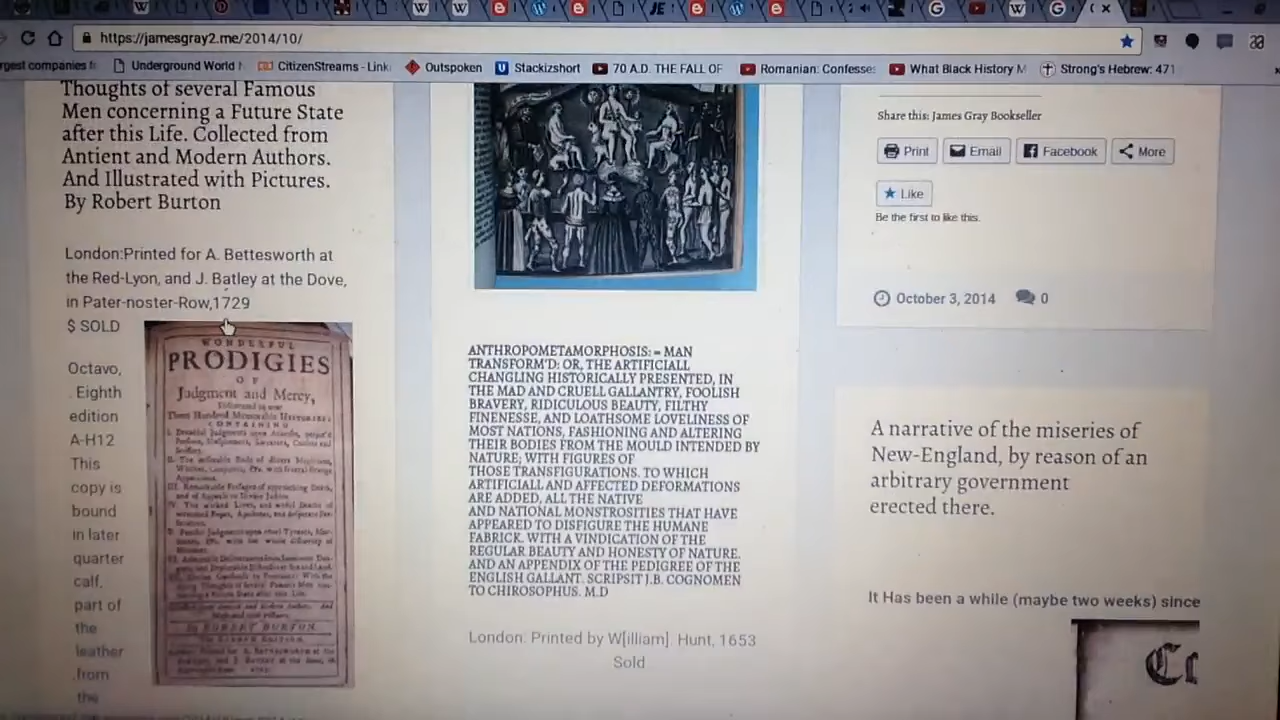 https://jamesgray2.me/2014/10/
Underground World
CitizenStreams - Link
Outspoken
Stackizshort
70 A.D. THE FALL OF
Romanian: Confesse
What Black History M
Strong's Hebrew: 471
Thoughts of several Famous
Men concerning a Future State
after this Life. Collected from
Antient and Modern Authors.
And Illustrated with Pictures.
By Robert Burton
London:Printed for A. Bettesworth at
the Red-Lyon, and J. Batley at the Dove,
in Pater-noster-Row,1729
$ SOLD
Octavo,
. Eighth
edition
A-H12
This
copy is
bound
in later
quarter
calf,
part of
the
leather
.from
the
WONDERFUL
PRODIGIES
OF
Judgment and Mercy,
ANTHROPOMETAMORPHOSIS: = MAN
TRANSFORM'D: OR, THE ARTIFICIALL
CHANGLING HISTORICALLY PRESENTED, IN
THE MAD AND CRUELL GALLANTRY, FOOLISH
BRAVERY, RIDICULOUS BEAUTY, FILTHY
FINENESSE, AND LOATHSOME LOVELINESS OF
MOST NATIONS, FASHIONING AND ALTERING
THEIR BODIES FROM THE MOULD INTENDED BY
NATURE; WITH FIGURES OF
THOSE TRANSFIGURATIONS. TO WHICH
ARTIFICIALL AND AFFECTED DEFORMATIONS
ARE ADDED, ALL THE NATIVE
AND NATIONAL MONSTROSITIES THAT HAVE
APPEARED TO DISFIGURE THE HUMANE
FABRICK. WITH A VINDICATION OF THE
REGULAR BEAUTY AND HONESTY OF NATURE.
AND AN APPENDIX OF THE PEDIGREE OF THE
ENGLISH GALLANT. SCRIPSIT J.B. COGNOMEN
TO CHIROSOPHUS. M.D
London: Printed by W[illiam]. Hunt, 1653
Sold
Share this: James Gray Bookseller
Print
Email
Facebook
More
Like
Be the first to like this.
October 3, 2014
0
A narrative of the miseries of
New-England, by reason of an
arbitrary government
erected there.
It Has been a while (maybe two weeks) since